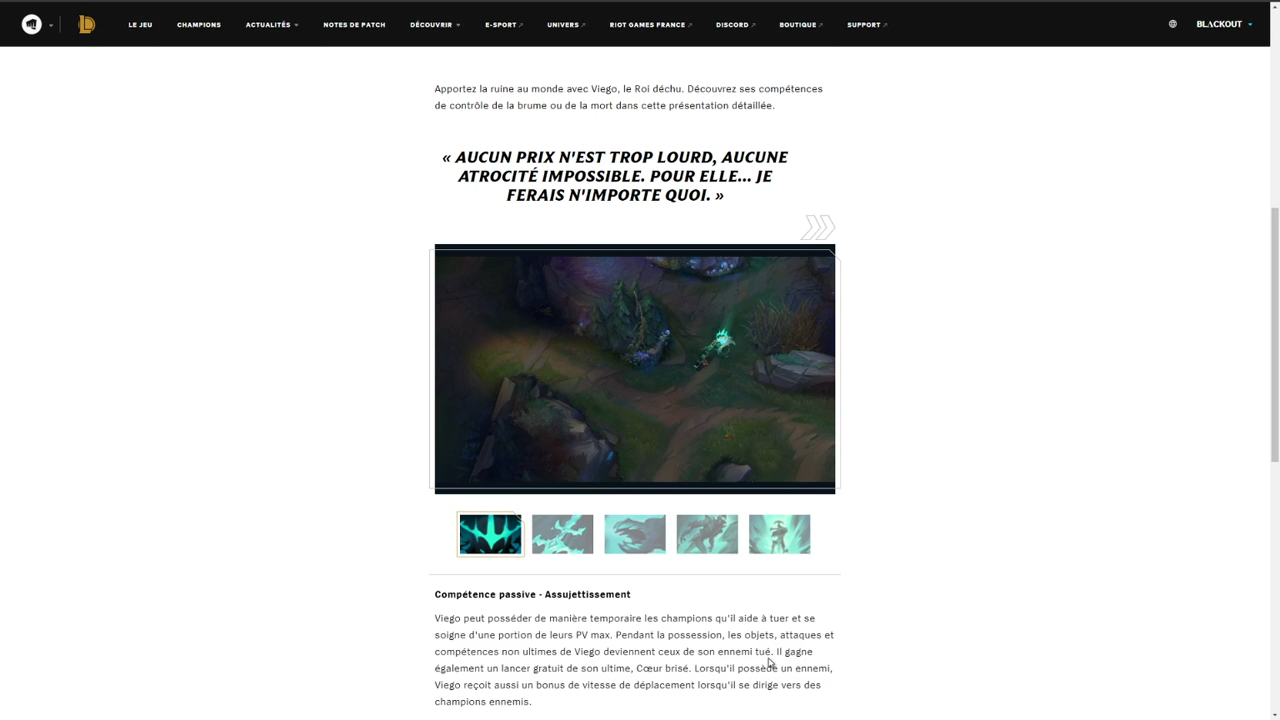 LE JEU
CHAMPIONS
ACTUALITÉS
NOTES DE PATCH
DÉCOUVRIR
E-SPORT
UNIVERS
RIOT GAMES FRANCE
DISCORD
BOUTIQUE
SUPPORT
BLACKOUT
Apportez la ruine au monde avec Viego, le Roi déchu. Découvrez ses compétences
de contrôle de la brume ou de la mort dans cette présentation détaillée.
« AUCUN PRIX N'EST TROP LOURD, AUCUNE
ATROCITÉ IMPOSSIBLE. POUR ELLE... JE
FERAIS N'IMPORTE QUOI. »
Compétence passive - Assujettissement
Viego peut posséder de manière temporaire les champions qu'il aide à tuer et se
soigne d'une portion de leurs PV max. Pendant la possession, les objets, attaques et
compétences non ultimes de Viego deviennent ceux de son ennemi tué. Il gagne
également un lancer gratuit de son ultime, Cœur brisé. Lorsqu'il possède un ennemi,
Viego reçoit aussi un bonus de vitesse de déplacement lorsqu'il se dirige vers des
champions ennemis.